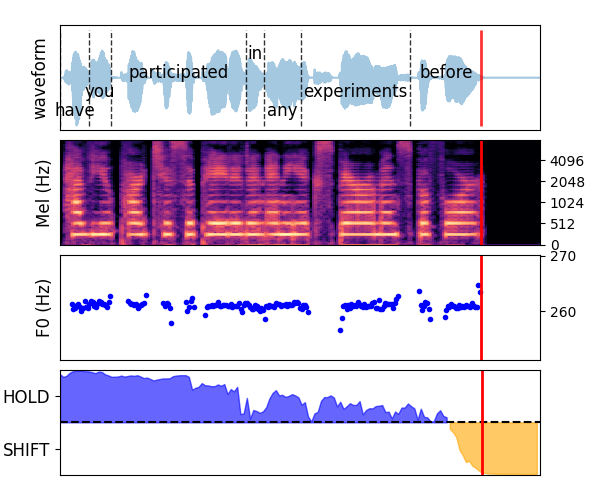 waveform
have
you
participated
in
any
experiments
before
Mel (Hz)
4096
2048
1024
512
0
F0 (Hz)
270
260
HOLD
SHIFT